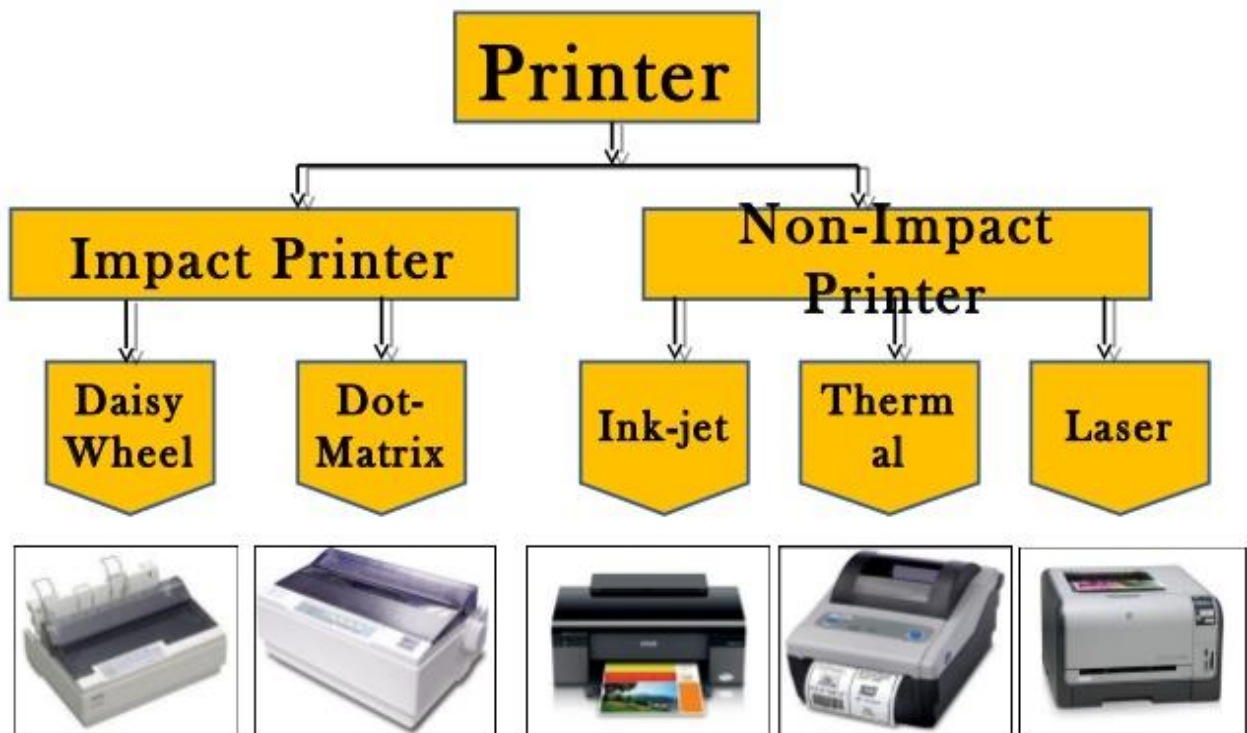 Printer
Impact Printer
Non-Impact
Printer
Daisy
Wheel
Dot-
Matrix
Ink-jet
Therm
al
Laser